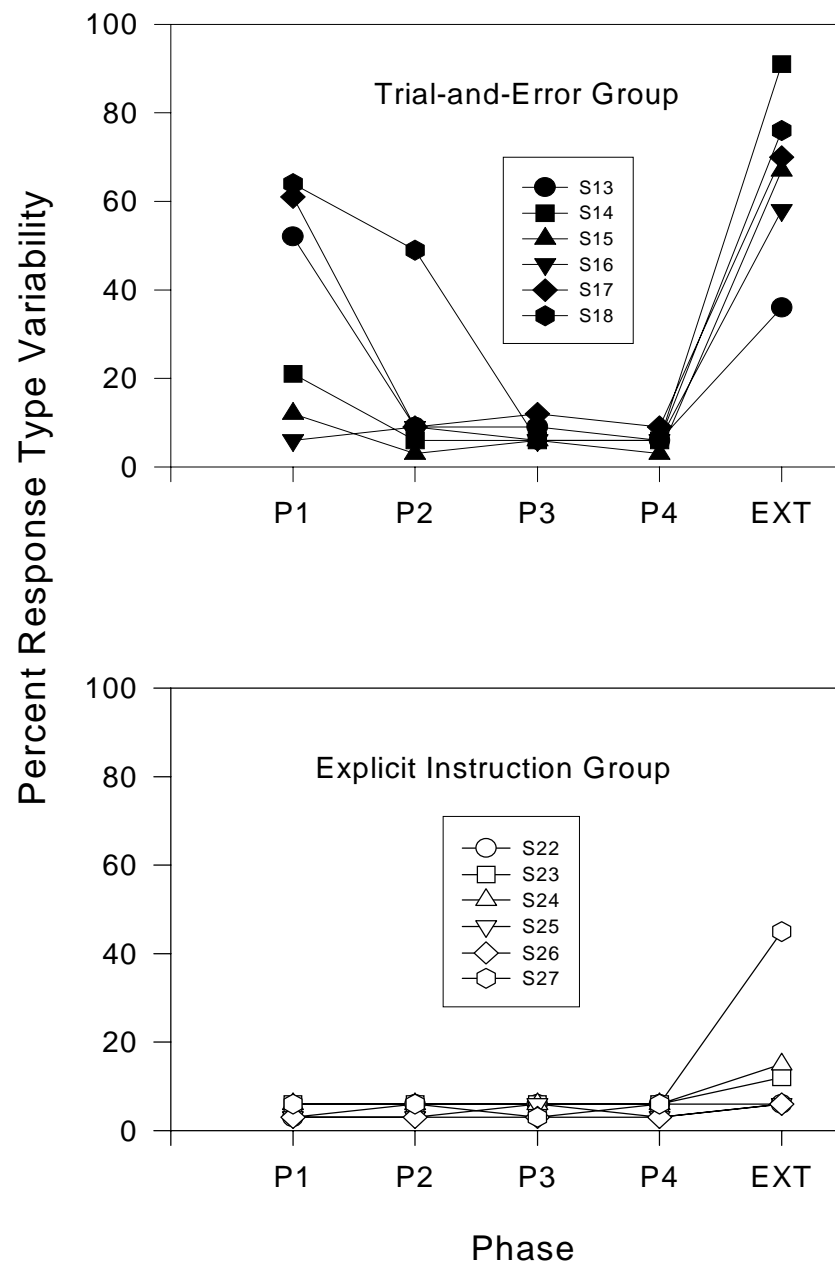 Percent Response Type Variability
100
80
60
40
20
0
Trial-and-Error Group
S13
S14
S15
S16
S17
S18
P1 P2 P3 P4 EXT
100
80
60
40
20
0
Explicit Instruction Group
S22
S23
S24
S25
S26
S27
P1 P2 P3 P4 EXT
Phase